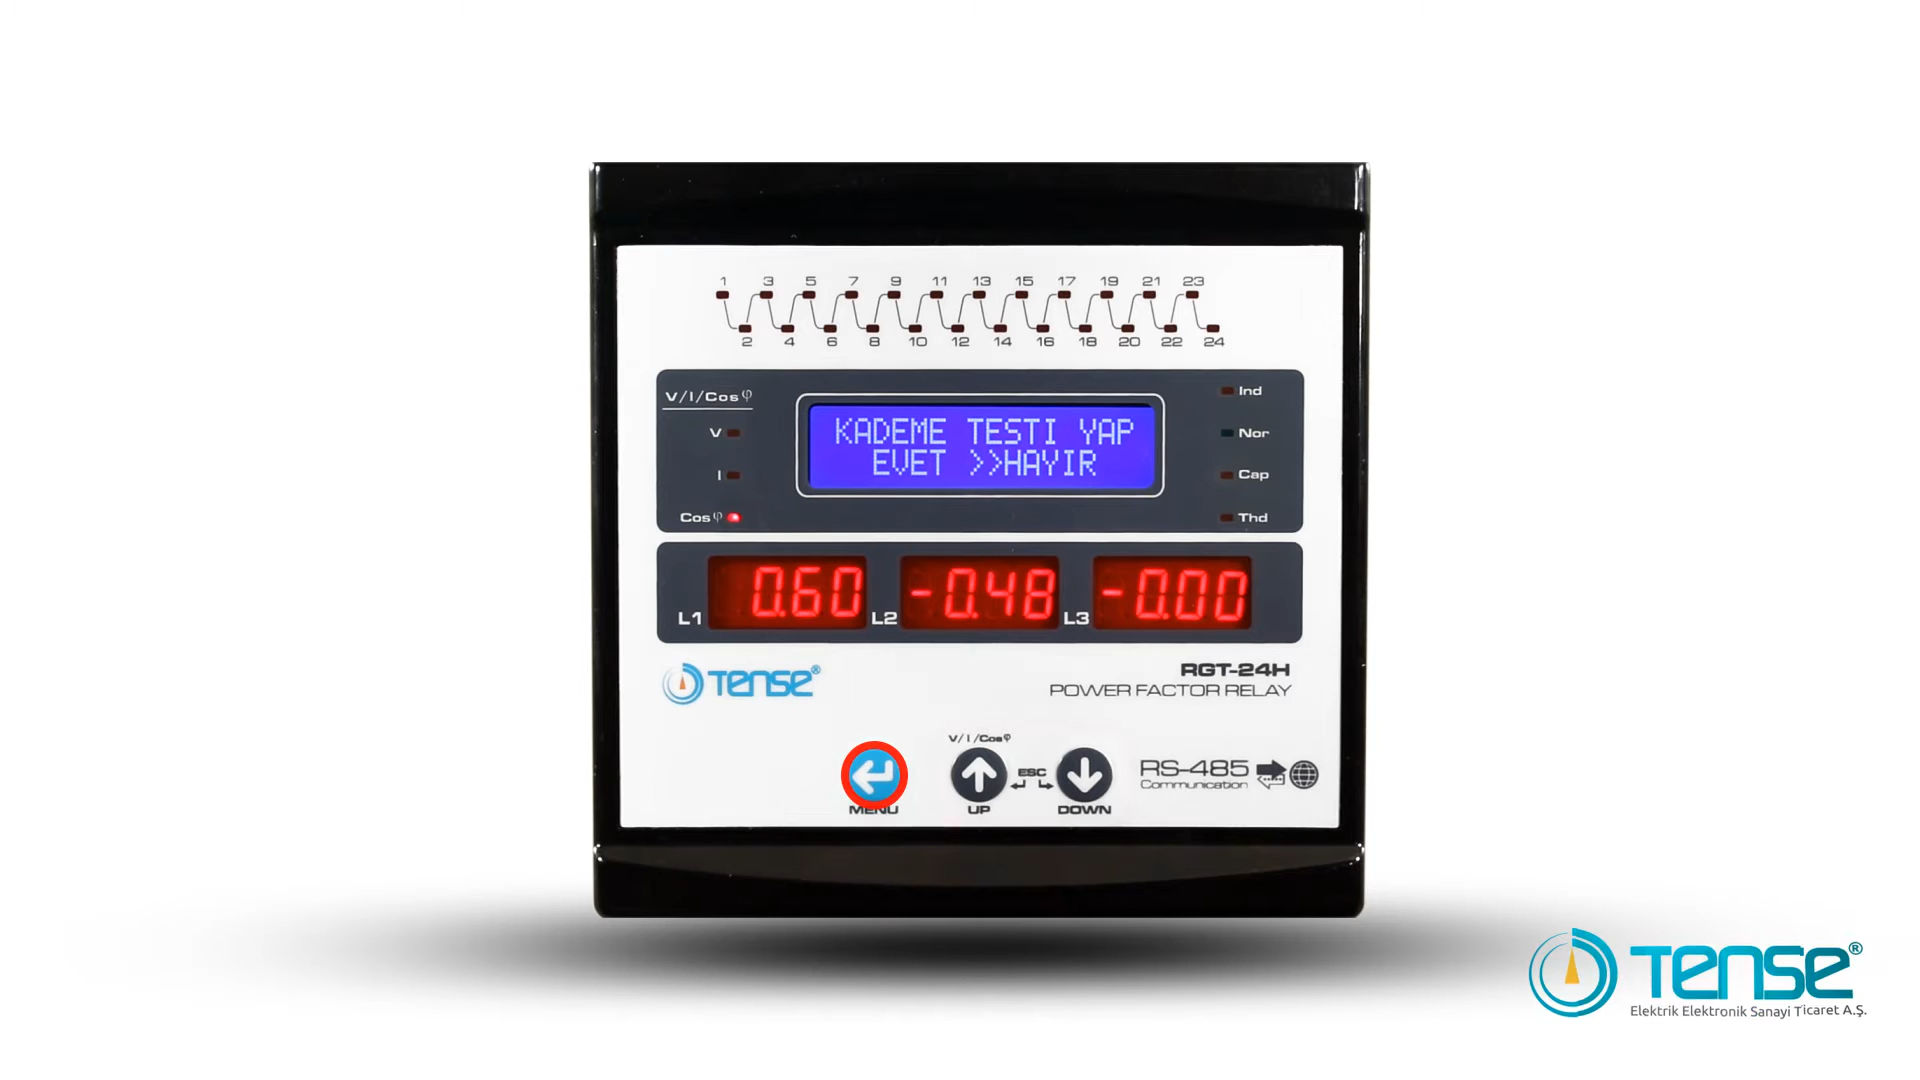 1 3 5 7 9 11 13 15 17 19 21 23
2 4 6 8 10 12 14 16 18 20 22 24
V/I/Cosφ
V
I
Cosφ
KADEME TESTI YAP
EVET >>HAYIR
Ind
Nor
Cap
Thd
L1 0.60 L2 -0.48 L3 -0.00
TENSE®
RGT-24H
POWER FACTOR RELAY
MENU
V/I/Cosφ
UP
ESC
DOWN
RS-485
Communication
TENSE®
Elektrik Elektronik Sanayi Ticaret A.Ş.